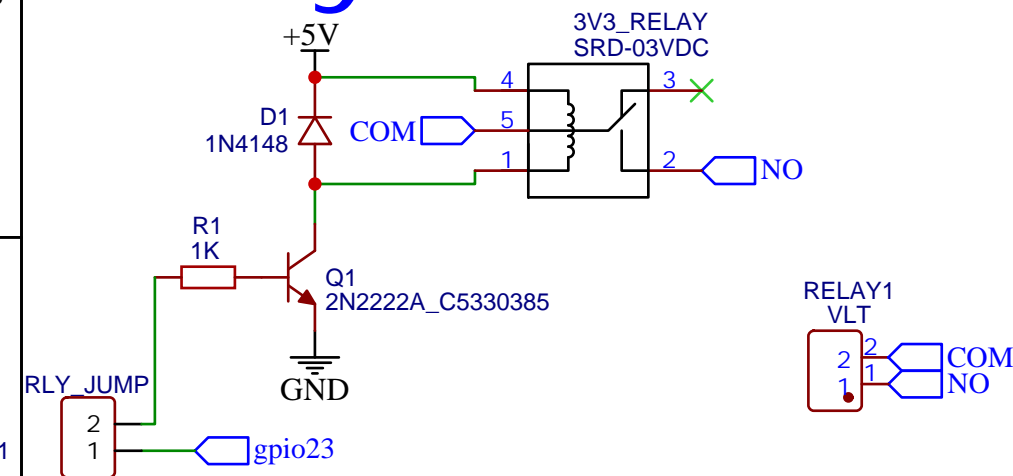 +5V
3V3_RELAY
SRD-03VDC
4
3
D1
1N4148
COM
5
1
2
NO
R1
1K
Q1
2N2222A_C5330385
RELAY1
VLT
2
2
COM
1
1
NO
GND
RLY_JUMP
2
1
gpio23
1